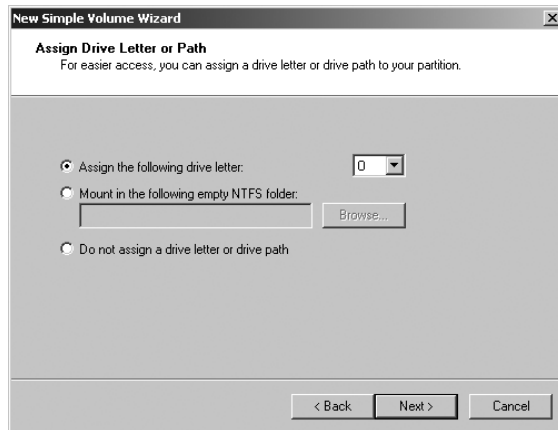 New Simple Volume Wizard
Assign Drive Letter or Path
For easier access, you can assign a drive letter or drive path to your partition.
Assign the following drive letter: O
Mount in the following empty NTFS folder:
Browse...
Do not assign a drive letter or drive path
< Back Next > Cancel